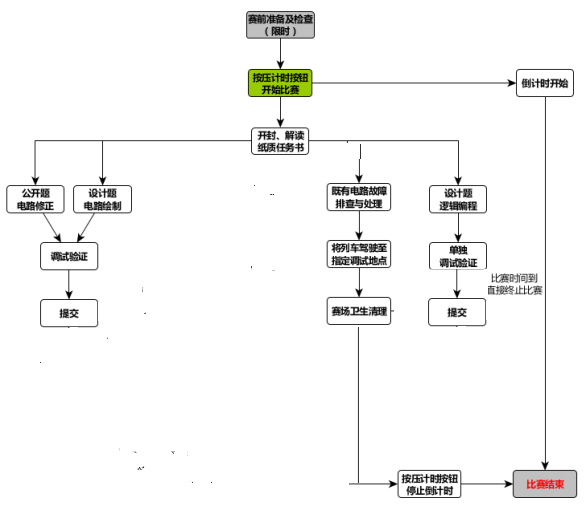 赛前准备及检查
（限时）
按压计时按钮
开始比赛
倒计时开始
开封、解读
纸质任务书
公开题
电路修正
设计题
电路绘制
既有电路故障
排查与处理
设计题
逻辑编程
调试验证
将列车驾驶至
指定调试地点
单独
调试验证
比赛时间到
直接终止比赛
提交
赛场卫生清理
提交
按压计时按钮
停止倒计时
比赛结束